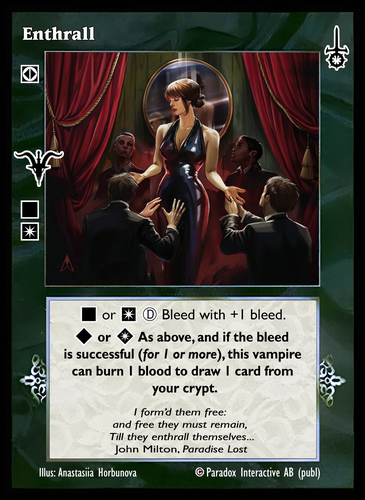 Enthrall
or Ⓓ Bleed with +1 bleed.
or As above, and if the bleed
is successful (for 1 or more), this vampire
can burn 1 blood to draw 1 card from
your crypt.
I form'd them free:
and free they must remain,
Till they enthrall themselves...
John Milton, Paradise Lost
Illus: Anastasiia Horbunova
© Paradox Interactive AB (publ)